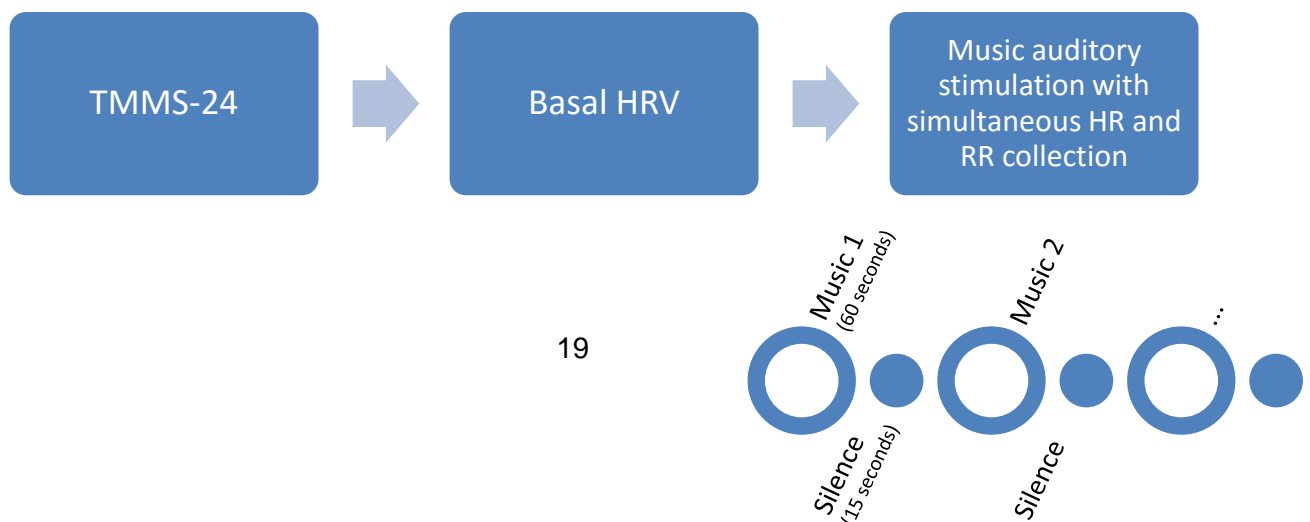 TMMS-24
Basal HRV
Music auditory
stimulation with
simultaneous HR and
RR collection
Music 1
(60 seconds)
Music 2
...
19
Silence
(15 seconds)
Silence